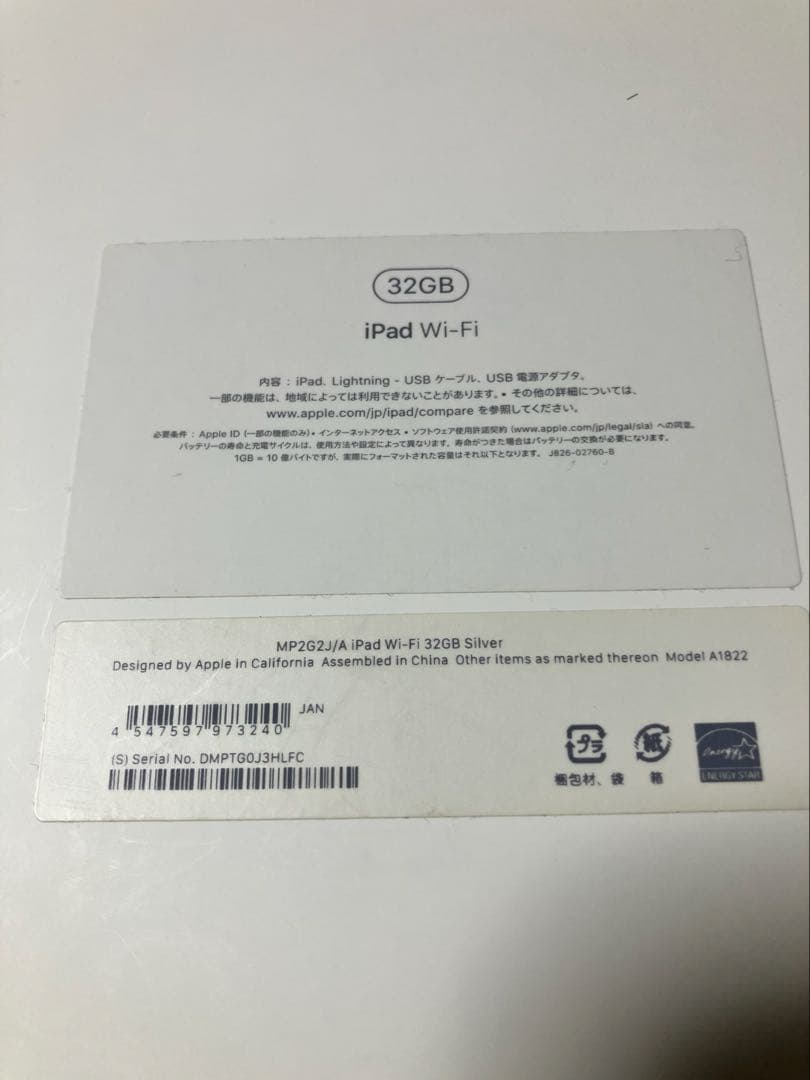 32GB
iPad Wi-Fi
内容 : iPad、Lightning - USB ケーブル、USB 電源アダプタ。
一部の機能は、地域によっては利用できないことがあります。• その他の詳細については、
www.apple.com/jp/ipad/compare を参照してください。
必要条件 : Apple ID (一部の機能のみ) • インターネットアクセス • ソフトウェア使用許諾契約 (www.apple.com/jp/legal/sla) への同意。
バッテリーの寿命と充電サイクルは、使用方法や設定によって異なります。寿命がつきた場合はバッテリーの交換が必要になります。
1GB = 10 億バイトですが、実際にフォーマットされた容量はそれ以下となります。 J826-02760-B
MP2G2J/A iPad Wi-Fi 32GB Silver
Designed by Apple in California Assembled in China Other items as marked thereon Model A1822
JAN
4 547597 973240
(S) Serial No. DMPTG0J3HLFC
プラ
梱包材、袋
紙
箱
energy
ENERGY STAR